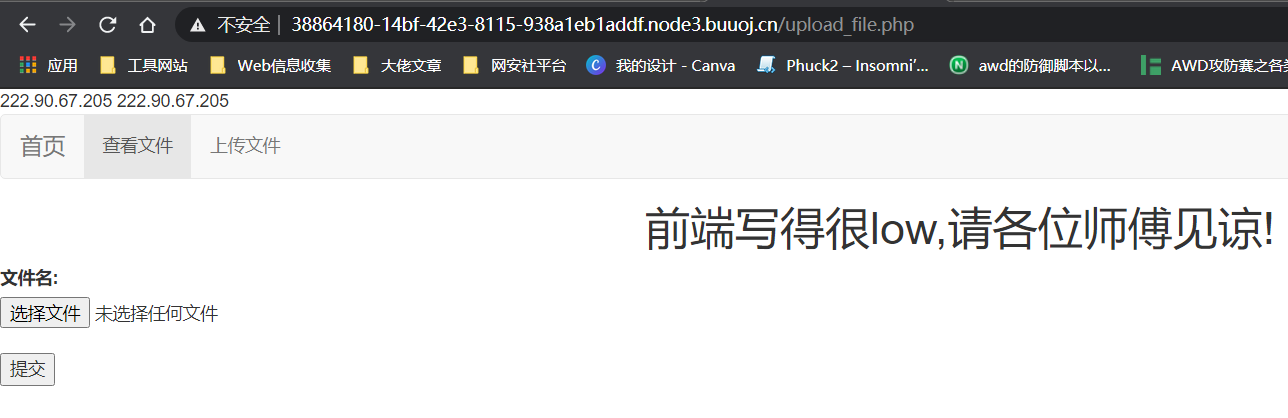 不安全 | 38864180-14bf-42e3-8115-938a1eb1addf.node3.buuoj.cn/upload_file.php
应用 工具网站 Web信息收集 大佬文章 网安社平台 我的设计 - Canva Phuck2 – Insomni'... awd的防御脚本以... AWD攻防赛之各类
222.90.67.205 222.90.67.205
首页 查看文件 上传文件
前端写得很low,请各位师傅见谅!
文件名:
选择文件 未选择任何文件
提交